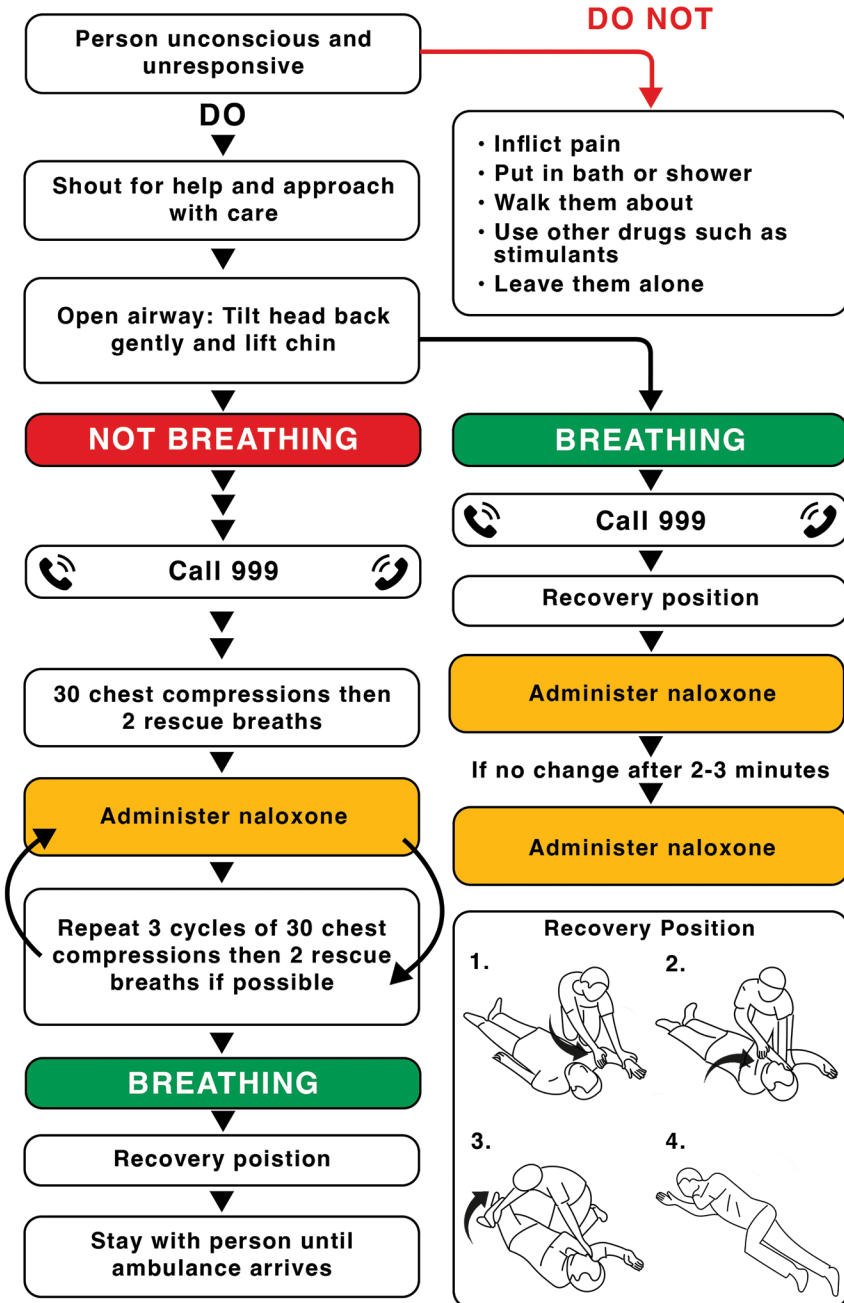 Person unconscious and
unresponsive
DO NOT
· Inflict pain
· Put in bath or shower
· Walk them about
· Use other drugs such as
stimulants
· Leave them alone
DO
Shout for help and approach
with care
Open airway: Tilt head back
gently and lift chin
NOT BREATHING
Call 999
30 chest compressions then
2 rescue breaths
Administer naloxone
Repeat 3 cycles of 30 chest
compressions then 2 rescue
breaths if possible
BREATHING
Recovery poistion
Stay with person until
ambulance arrives
BREATHING
Call 999
Recovery position
Administer naloxone
If no change after 2-3 minutes
Administer naloxone
Recovery Position
1.
2.
3.
4.